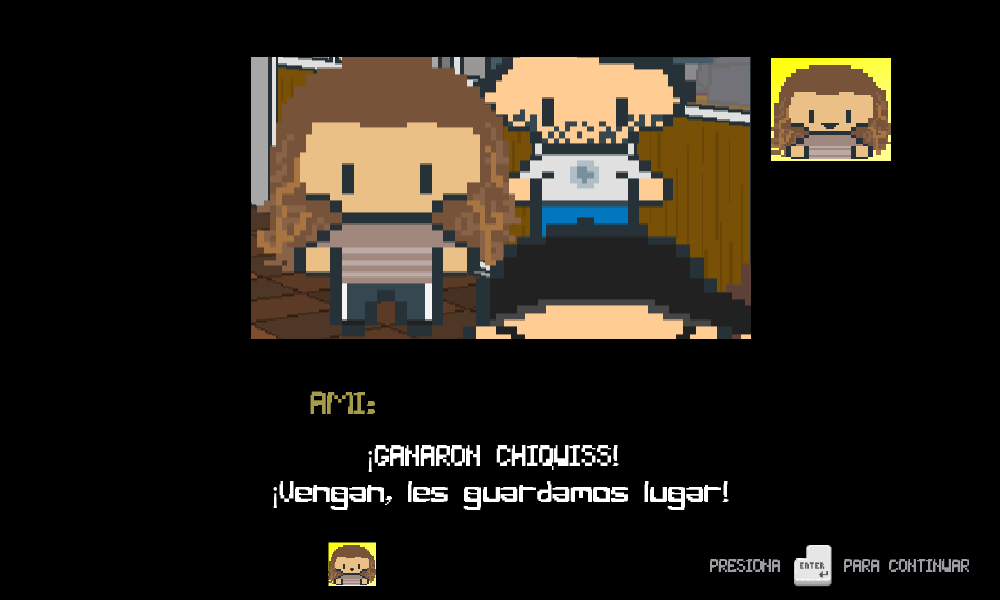 AMI:
¡GANARON CHIQUISS!
¡Vengan, les guardamos lugar!
PRESIONA ENTER PARA CONTINUAR